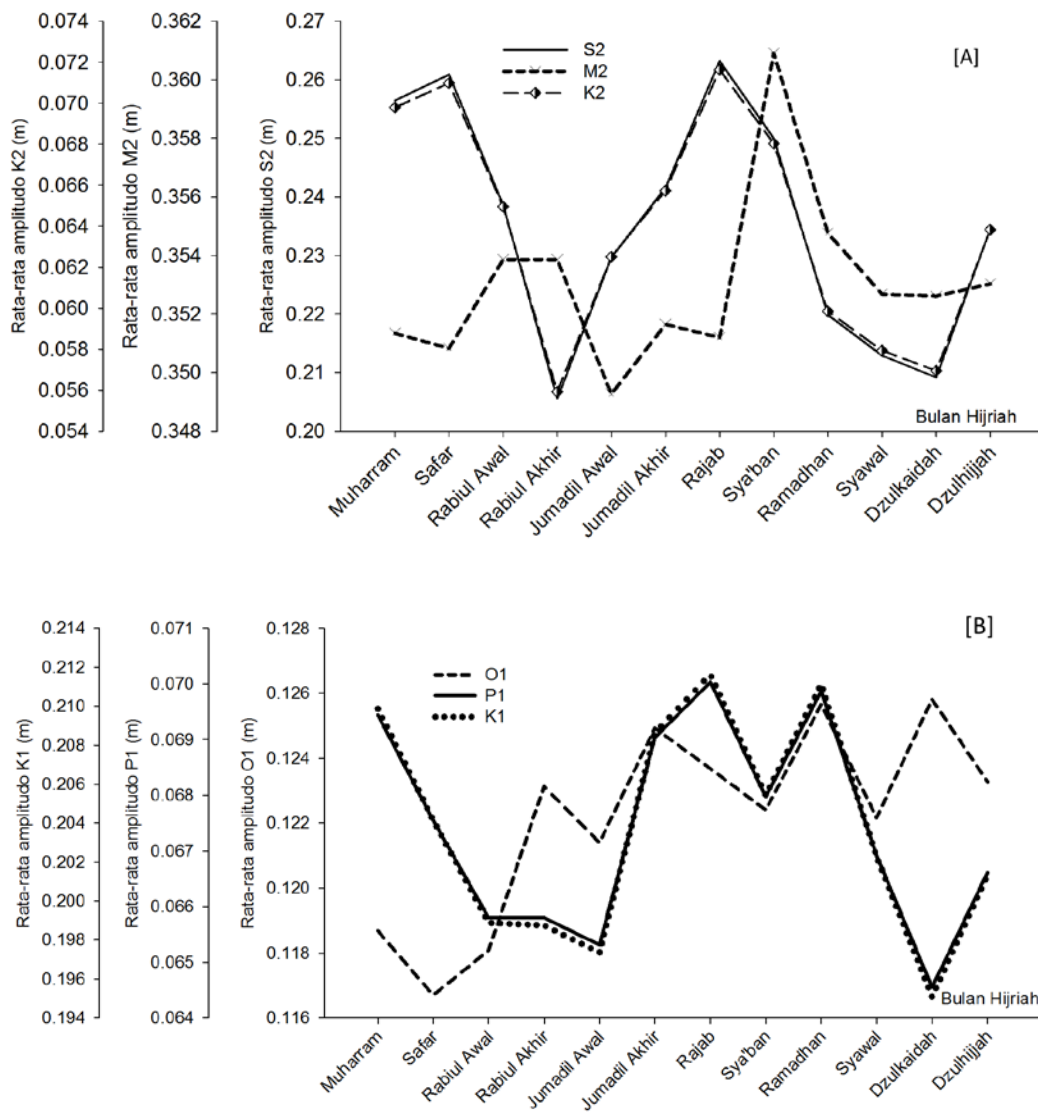 Rata-rata amplitudo K2 (m)
0.074
0.072
0.070
0.068
0.066
0.064
0.062
0.060
0.058
0.056
0.054
Rata-rata amplitudo M2 (m)
0.362
0.360
0.358
0.356
0.354
0.352
0.350
0.348
Rata-rata amplitudo S2 (m)
0.27
0.26
0.25
0.24
0.23
0.22
0.21
0.20
S2
M2
K2
[A]
Bulan Hijriah
Muharram
Safar
Rabiul Awal
Rabiul Akhir
Jumadil Awal
Jumadil Akhir
Rajab
Sya'ban
Ramadhan
Syawal
Dzulkaidah
Dzulhijjah
Rata-rata amplitudo K1 (m)
0.214
0.212
0.210
0.208
0.206
0.204
0.202
0.200
0.198
0.196
0.194
Rata-rata amplitudo P1 (m)
0.071
0.070
0.069
0.068
0.067
0.066
0.065
0.064
Rata-rata amplitudo O1 (m)
0.128
0.126
0.124
0.122
0.120
0.118
0.116
O1
P1
K1
[B]
Bulan Hijriah
Muharram
Safar
Rabiul Awal
Rabiul Akhir
Jumadil Awal
Jumadil Akhir
Rajab
Sya'ban
Ramadhan
Syawal
Dzulkaidah
Dzulhijjah